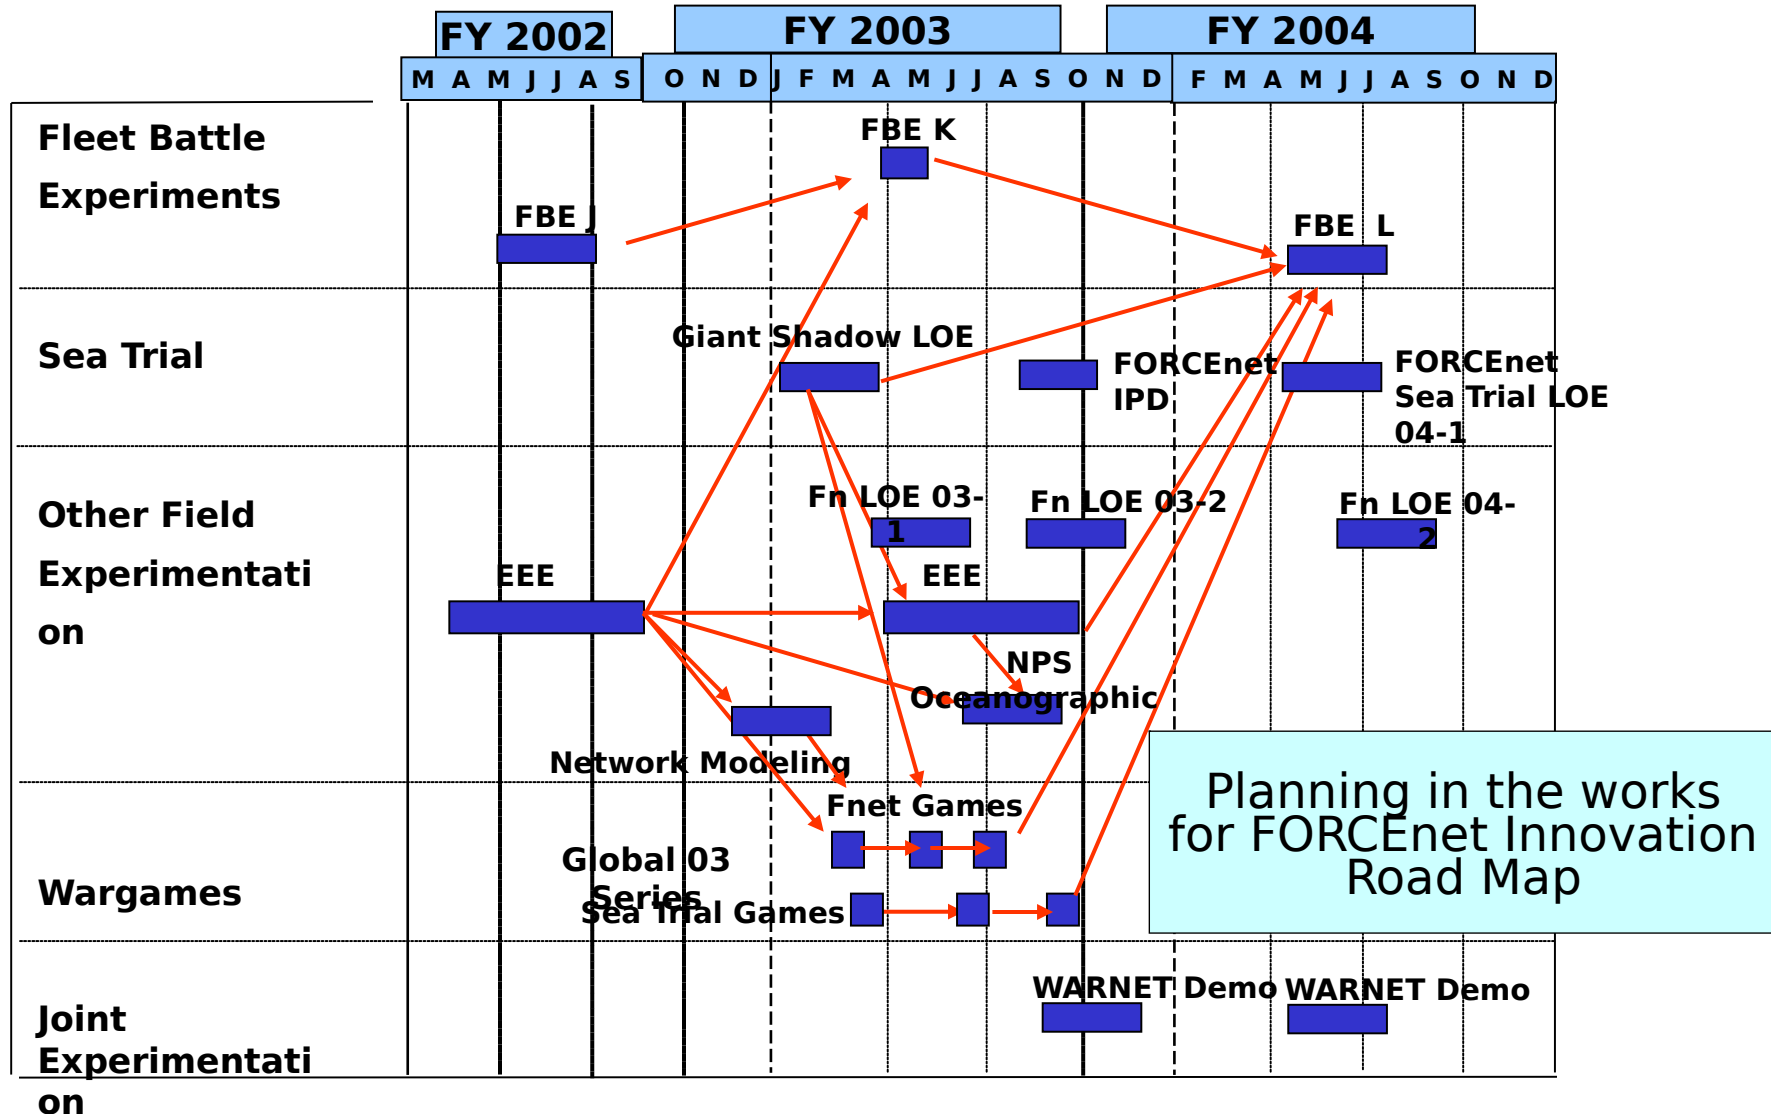 FY 2002
FY 2003
FY 2004
M A M J J A S O N D J F M A M J J A S O N D F M A M J J A S O N D
Fleet Battle
Experiments
FBE J
FBE K
FBE L
Sea Trial
Giant Shadow LOE
FORCEnet
IPD
FORCEnet
Sea Trial LOE
04-1
Other Field
Experimentati
on
Fn LOE 03-
1
Fn LOE 03-2
Fn LOE 04-
2
EEE
EEE
NPS
Oceanographic
Network Modeling
Wargames
Fnet Games
Global 03
Series
Sea Trial Games
Planning in the works
for FORCEnet Innovation
Road Map
Joint
Experimentati
on
WARNET Demo
WARNET Demo